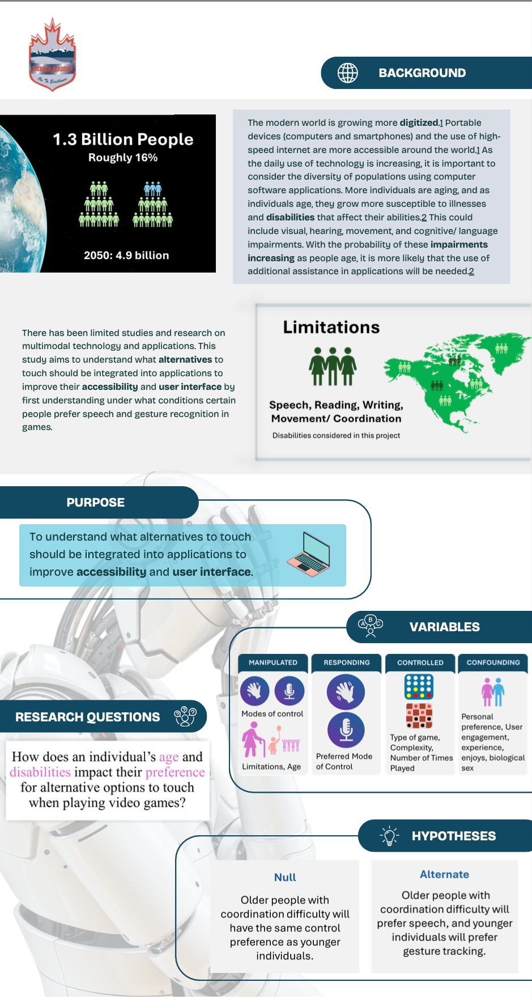 WEBBER ACADEMY
On To Excellence
BACKGROUND
1.3 Billion People
Roughly 16%
2050: 4.9 billion
The modern world is growing more digitized.1 Portable
devices (computers and smartphones) and the use of high-
speed internet are more accessible around the world.1 As
the daily use of technology is increasing, it is important to
consider the diversity of populations using computer
software applications. More individuals are aging, and as
individuals age, they grow more susceptible to illnesses
and disabilities that affect their abilities.2 This could
include visual, hearing, movement, and cognitive/ language
impairments. With the probability of these impairments
increasing as people age, it is more likely that the use of
additional assistance in applications will be needed.2
There has been limited studies and research on
multimodal technology and applications. This
study aims to understand what alternatives to
touch should be integrated into applications to
improve their accessibility and user interface by
first understanding under what conditions certain
people prefer speech and gesture recognition in
games.
Limitations
Speech, Reading, Writing,
Movement/ Coordination
Disabilities considered in this project
PURPOSE
To understand what alternatives to touch
should be integrated into applications to
improve accessibility and user interface.
A B C
VARIABLES
MANIPULATED
Modes of control
Limitations, Age
RESPONDING
Preferred Mode
of Control
CONTROLLED
Type of game,
Complexity,
Number of Times
Played
CONFOUNDING
Personal
preference, User
engagement,
experience,
enjoys, biological
sex
RESEARCH QUESTIONS
? ? ?
How does an individual's age and
disabilities impact their preference
for alternative options to touch
when playing video games?
HYPOTHESES
Null
Older people with
coordination difficulty will
have the same control
preference as younger
individuals.
Alternate
Older people with
coordination difficulty will
prefer speech, and younger
individuals will prefer
gesture tracking.